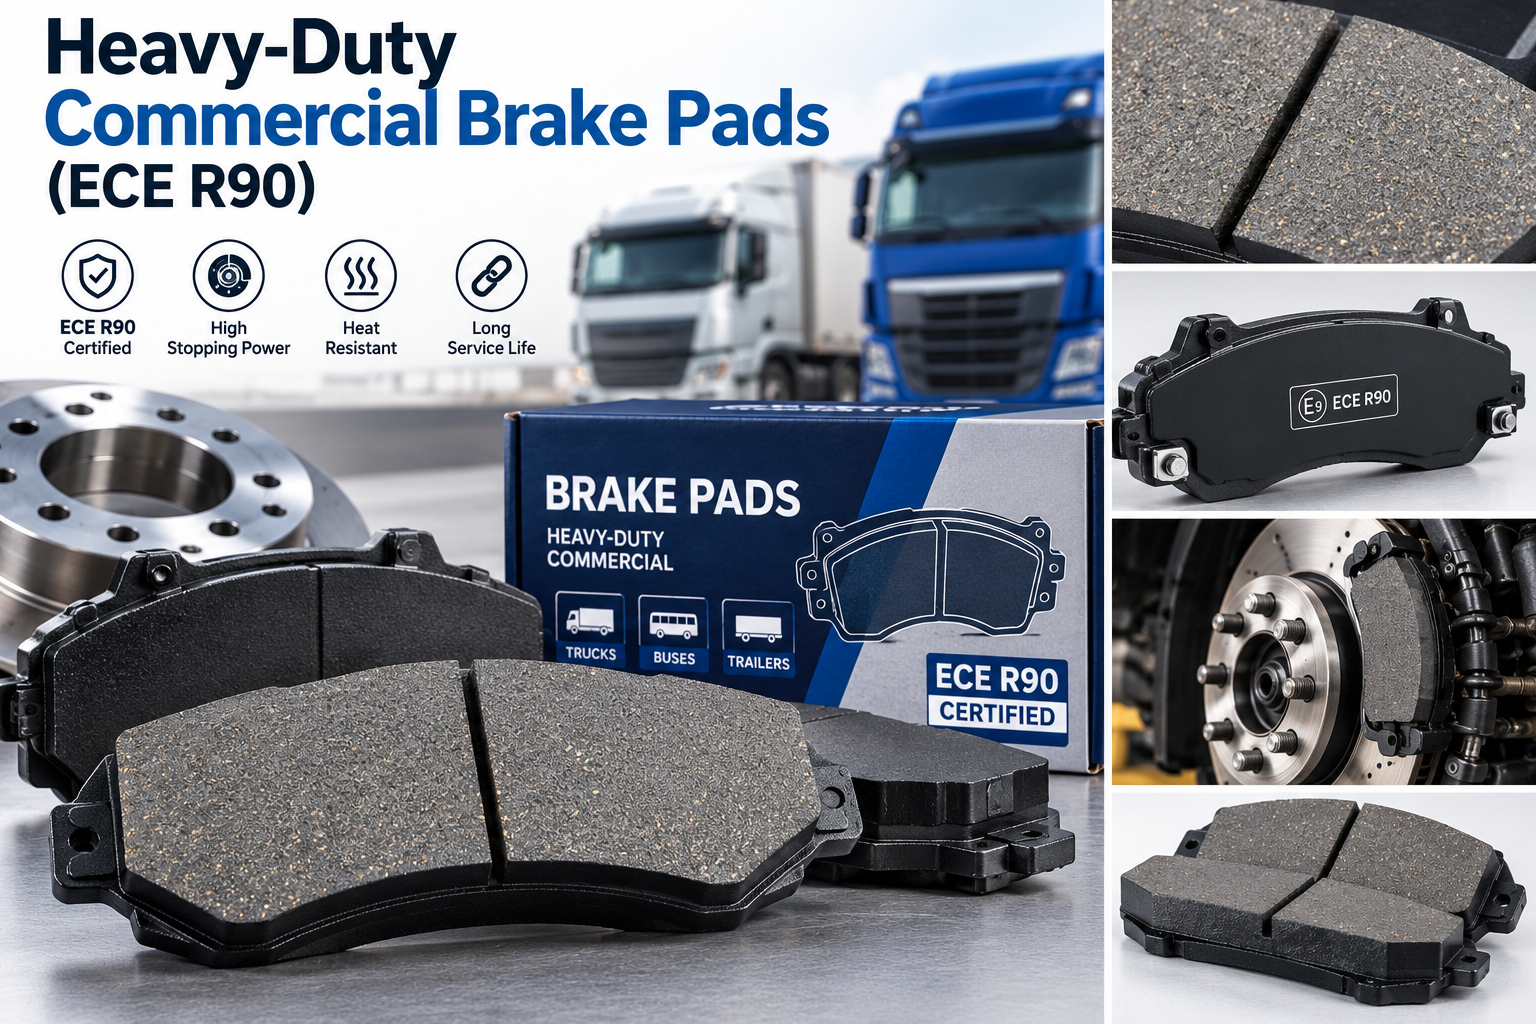 Heavy-Duty
Commercial Brake Pads
(ECE R90)
ECE R90
Certified
High
Stopping Power
Heat
Resistant
Long
Service Life
BRAKE PADS
HEAVY-DUTY
COMMERCIAL
TRUCKS
BUSES
TRAILERS
ECE R90
CERTIFIED
E9 ECE R90